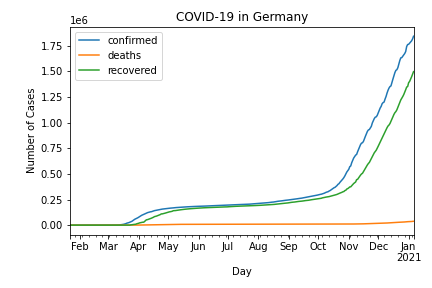 COVID-19 in Germany
1e6
confirmed
deaths
recovered
1.75
1.50
1.25
1.00
0.75
0.50
0.25
0.00
Number of Cases
Feb Mar Apr May Jun Jul Aug Sep Oct Nov Dec Jan
2021
Day